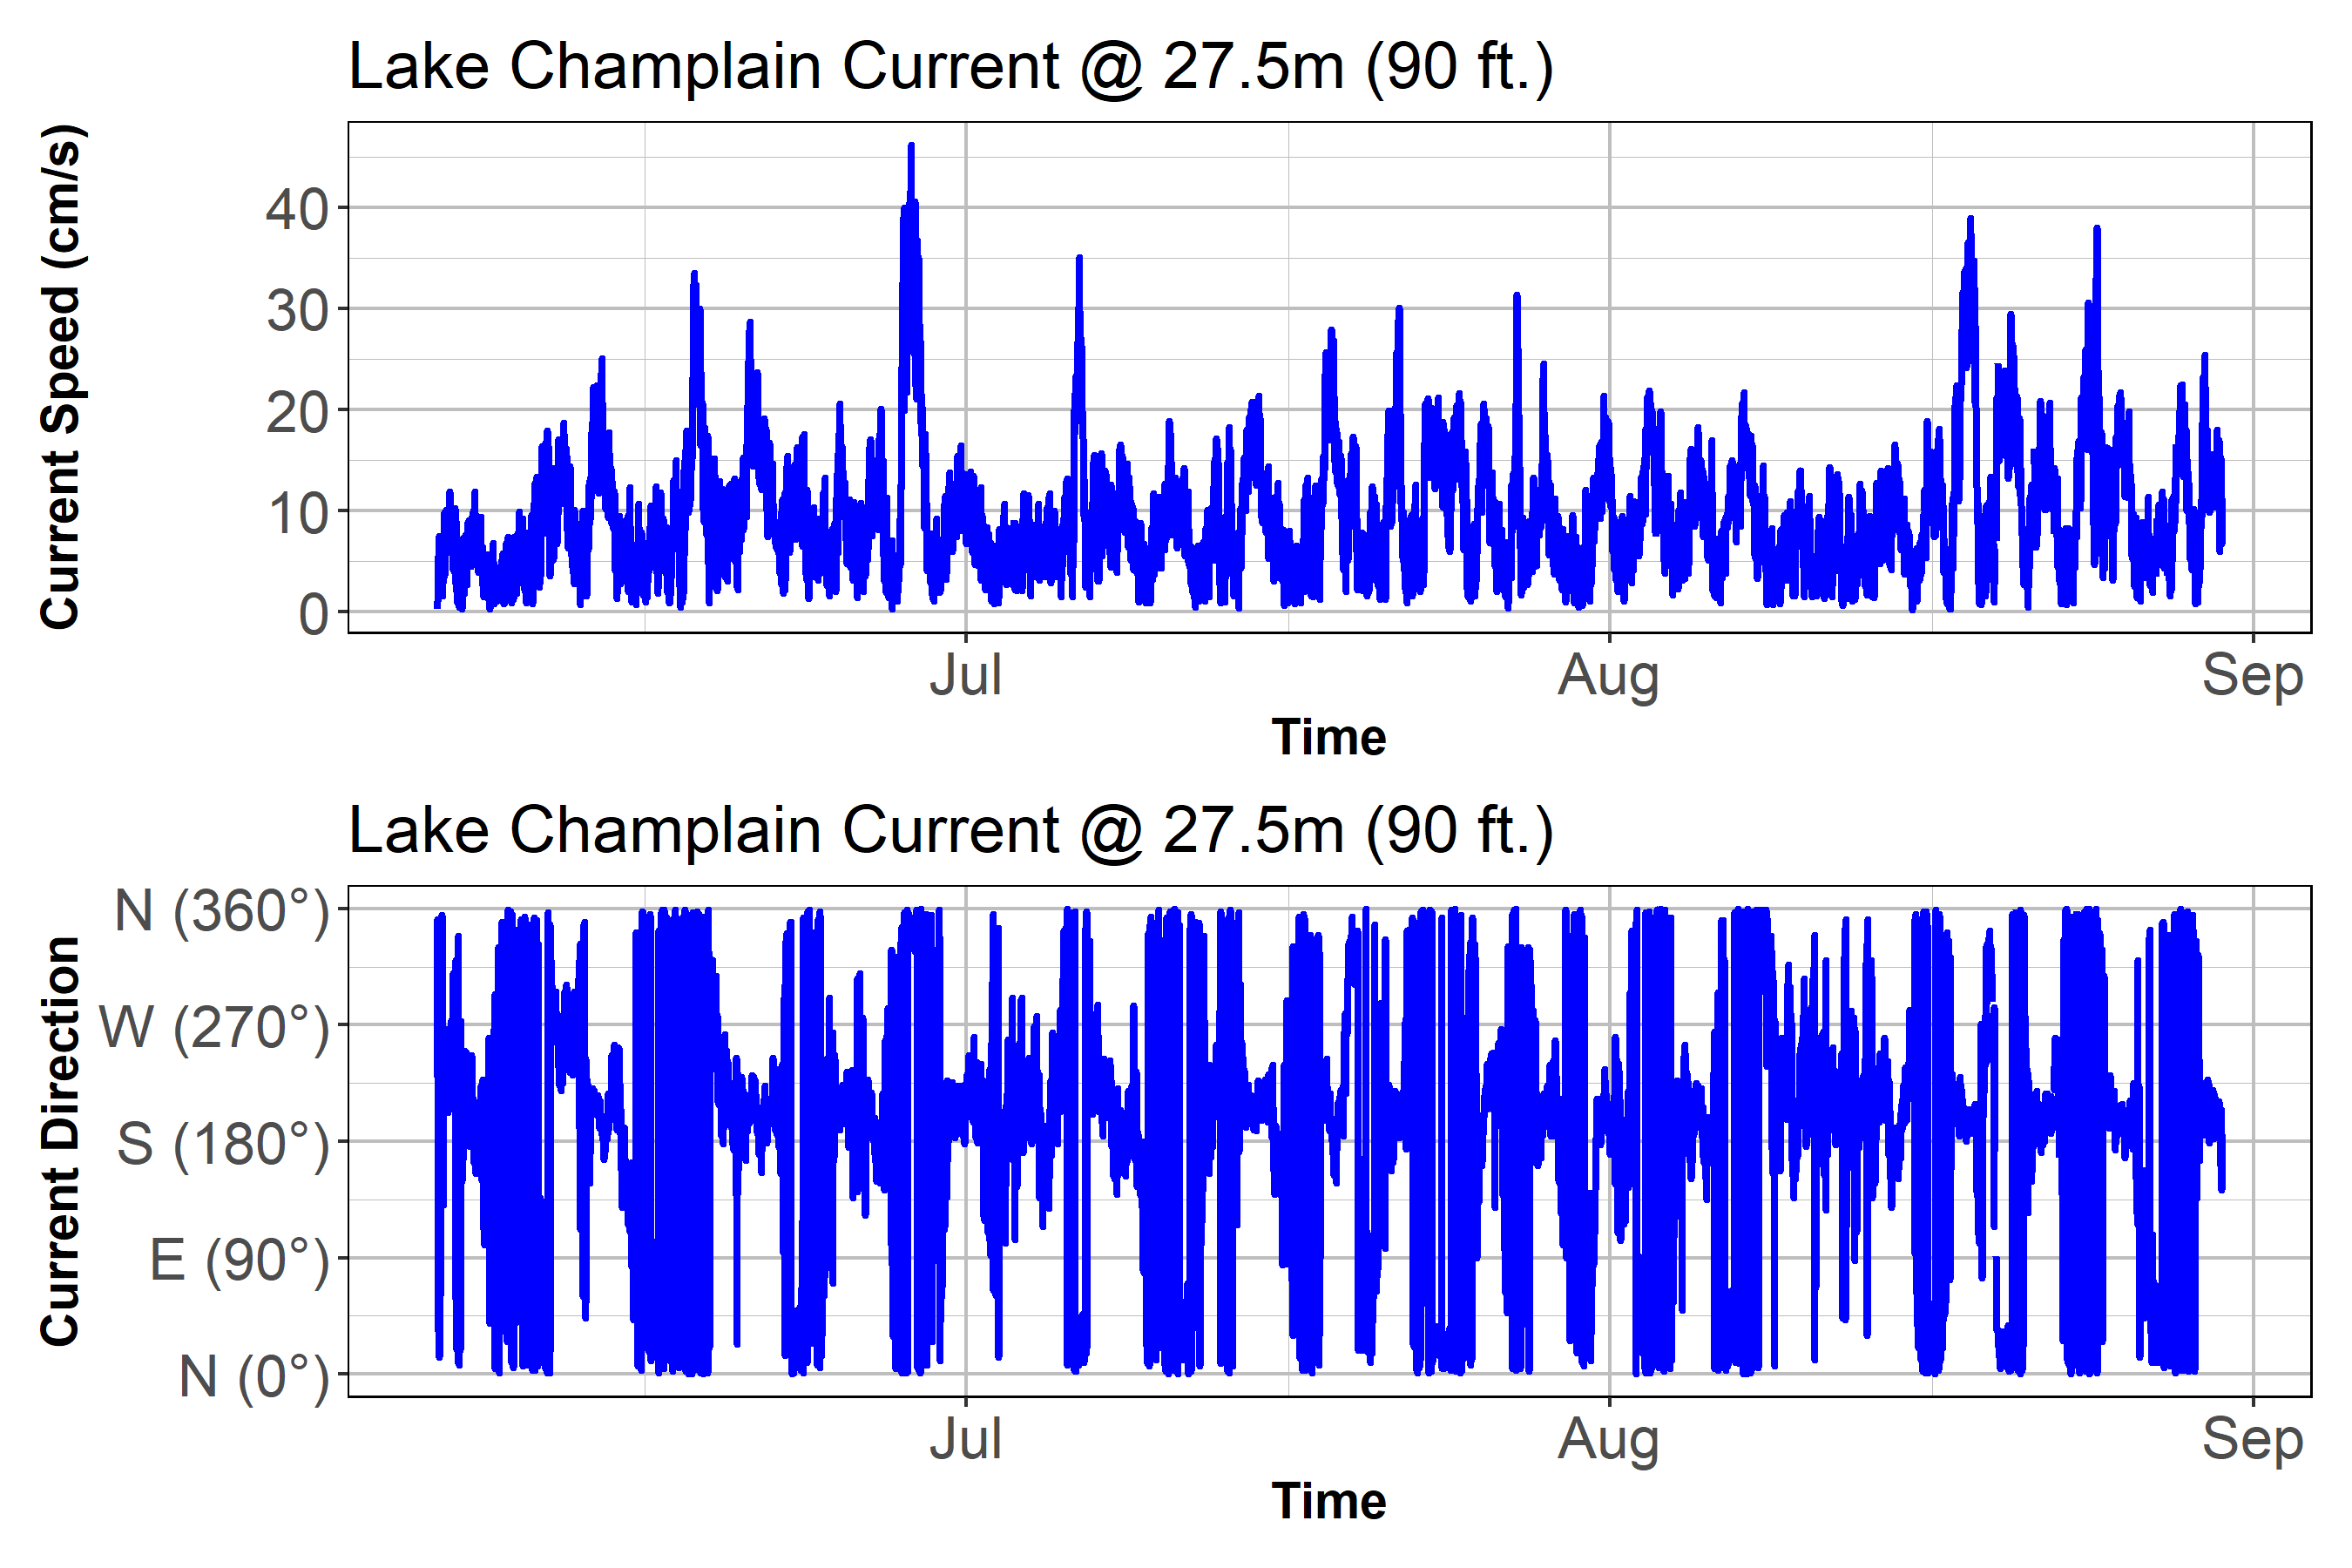 Lake Champlain Current @ 27.5m (90 ft.)
Current Speed (cm/s)
40
30
20
10
0
Jul Aug Sep
Time
Lake Champlain Current @ 27.5m (90 ft.)
Current Direction
N (360°)
W (270°)
S (180°)
E (90°)
N (0°)
Jul Aug Sep
Time